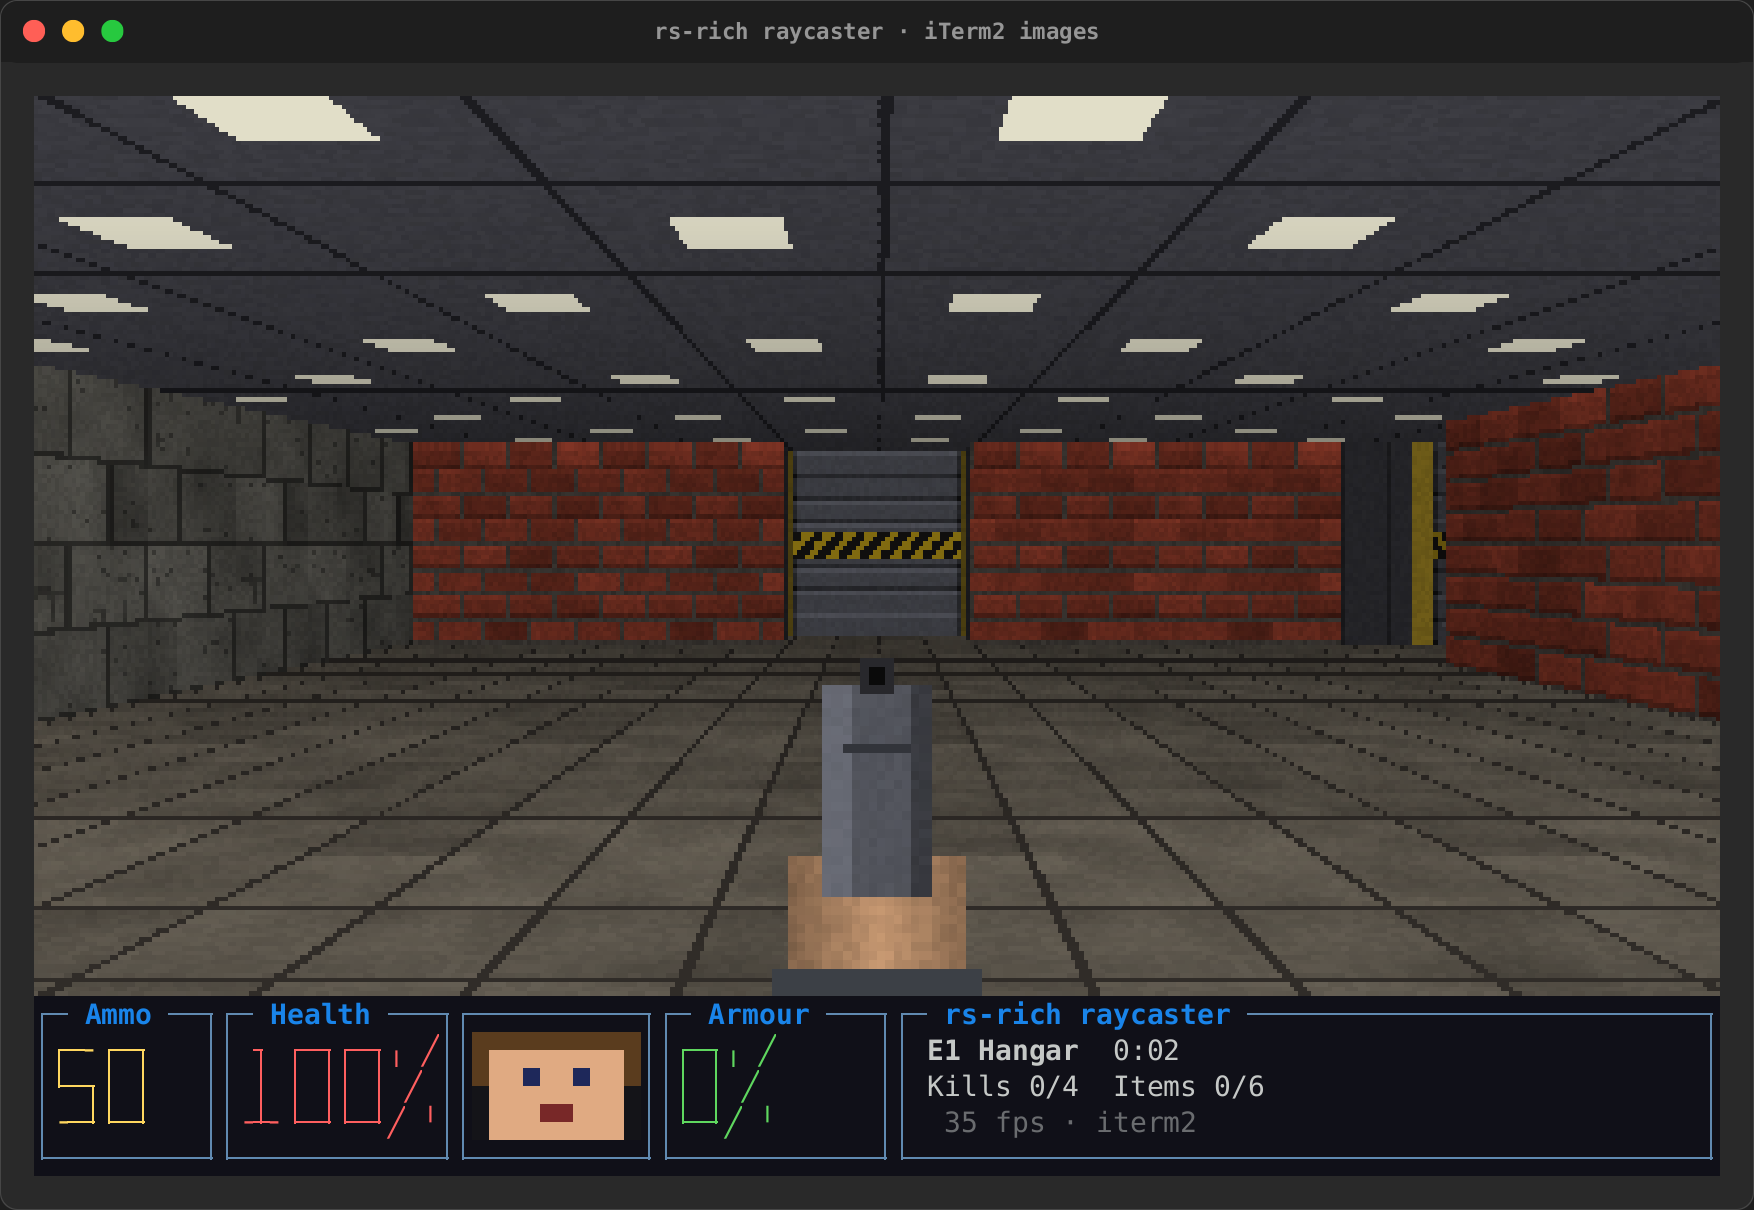 rs-rich raycaster · iTerm2 images
Ammo
50
Health
100%
Armour
0%
rs-rich raycaster
E1 Hangar 0:02
Kills 0/4 Items 0/6
35 fps · iterm2